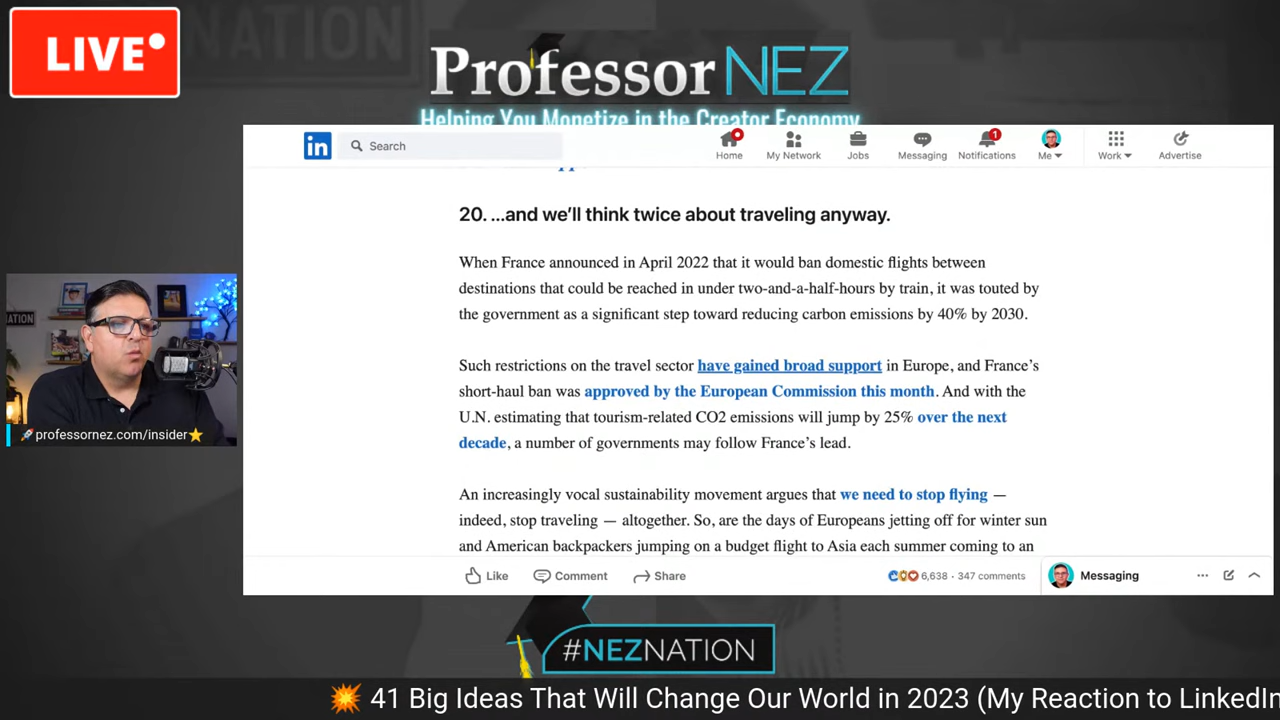 LIVE
NATION
Professor NEZ
Helping You Monetize in the Creator Economy
in
Search
Home
My Network
Jobs
Messaging
1
Notifications
Me
Work
Advertise
20. ...and we'll think twice about traveling anyway.
When France announced in April 2022 that it would ban domestic flights between
destinations that could be reached in under two-and-a-half-hours by train, it was touted by
the government as a significant step toward reducing carbon emissions by 40% by 2030.
Such restrictions on the travel sector have gained broad support in Europe, and France's
short-haul ban was approved by the European Commission this month. And with the
U.N. estimating that tourism-related CO2 emissions will jump by 25% over the next
decade, a number of governments may follow France's lead.
An increasingly vocal sustainability movement argues that we need to stop flying —
indeed, stop traveling — altogether. So, are the days of Europeans jetting off for winter sun
and American backpackers jumping on a budget flight to Asia each summer coming to an
Like
Comment
Share
6,638 · 347 comments
Messaging
NATION
🚀professornez.com/insider⭐
#NEZNATION
💥 41 Big Ideas That Will Change Our World in 2023 (My Reaction to LinkedIn